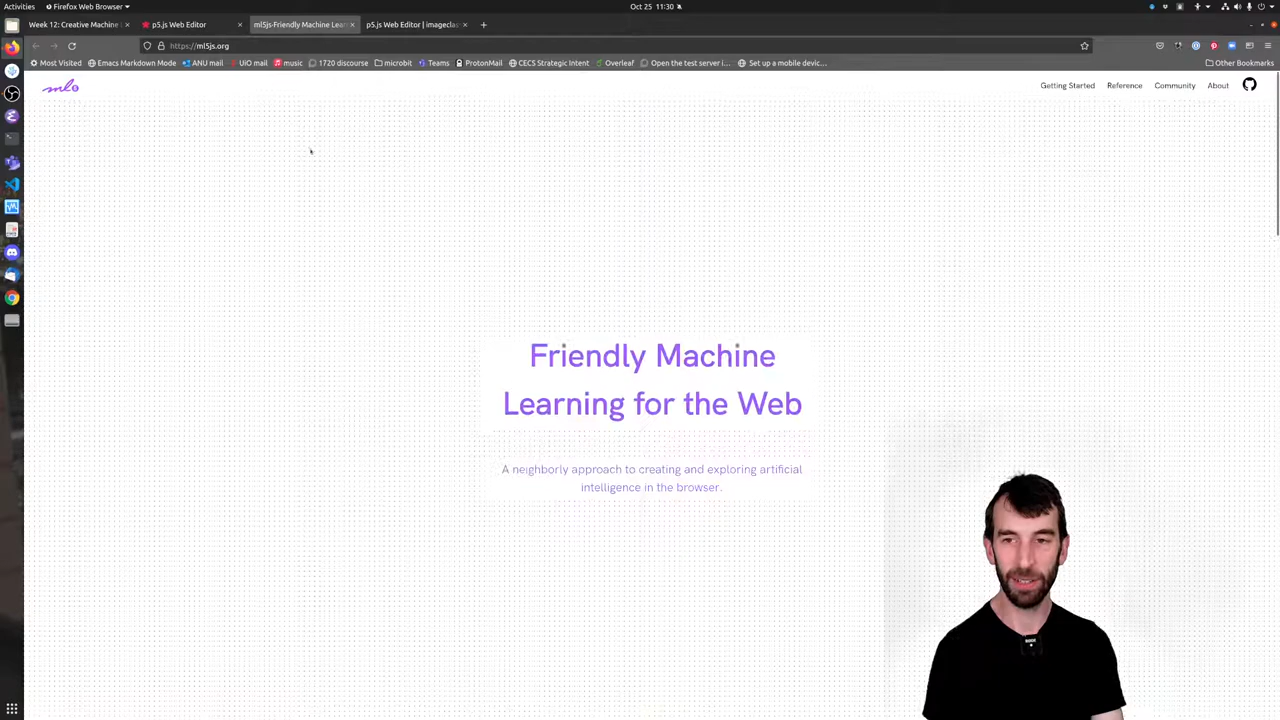 Activities
Firefox Web Browser
Oct 25 11:30
Week 12: Creative Machine
p5.js Web Editor
ml5js·Friendly Machine Lear
p5.js Web Editor | imageclas
https://ml5js.org
Most Visited
Emacs Markdown Mode
ANU mail
UiO mail
music
1720 discourse
microbit
Teams
ProtonMail
CECS Strategic Intent
Overleaf
Open the test server i…
Set up a mobile devic…
Other Bookmarks
ml5
Getting Started
Reference
Community
About
Friendly Machine
Learning for the Web
A neighborly approach to creating and exploring artificial
intelligence in the browser.